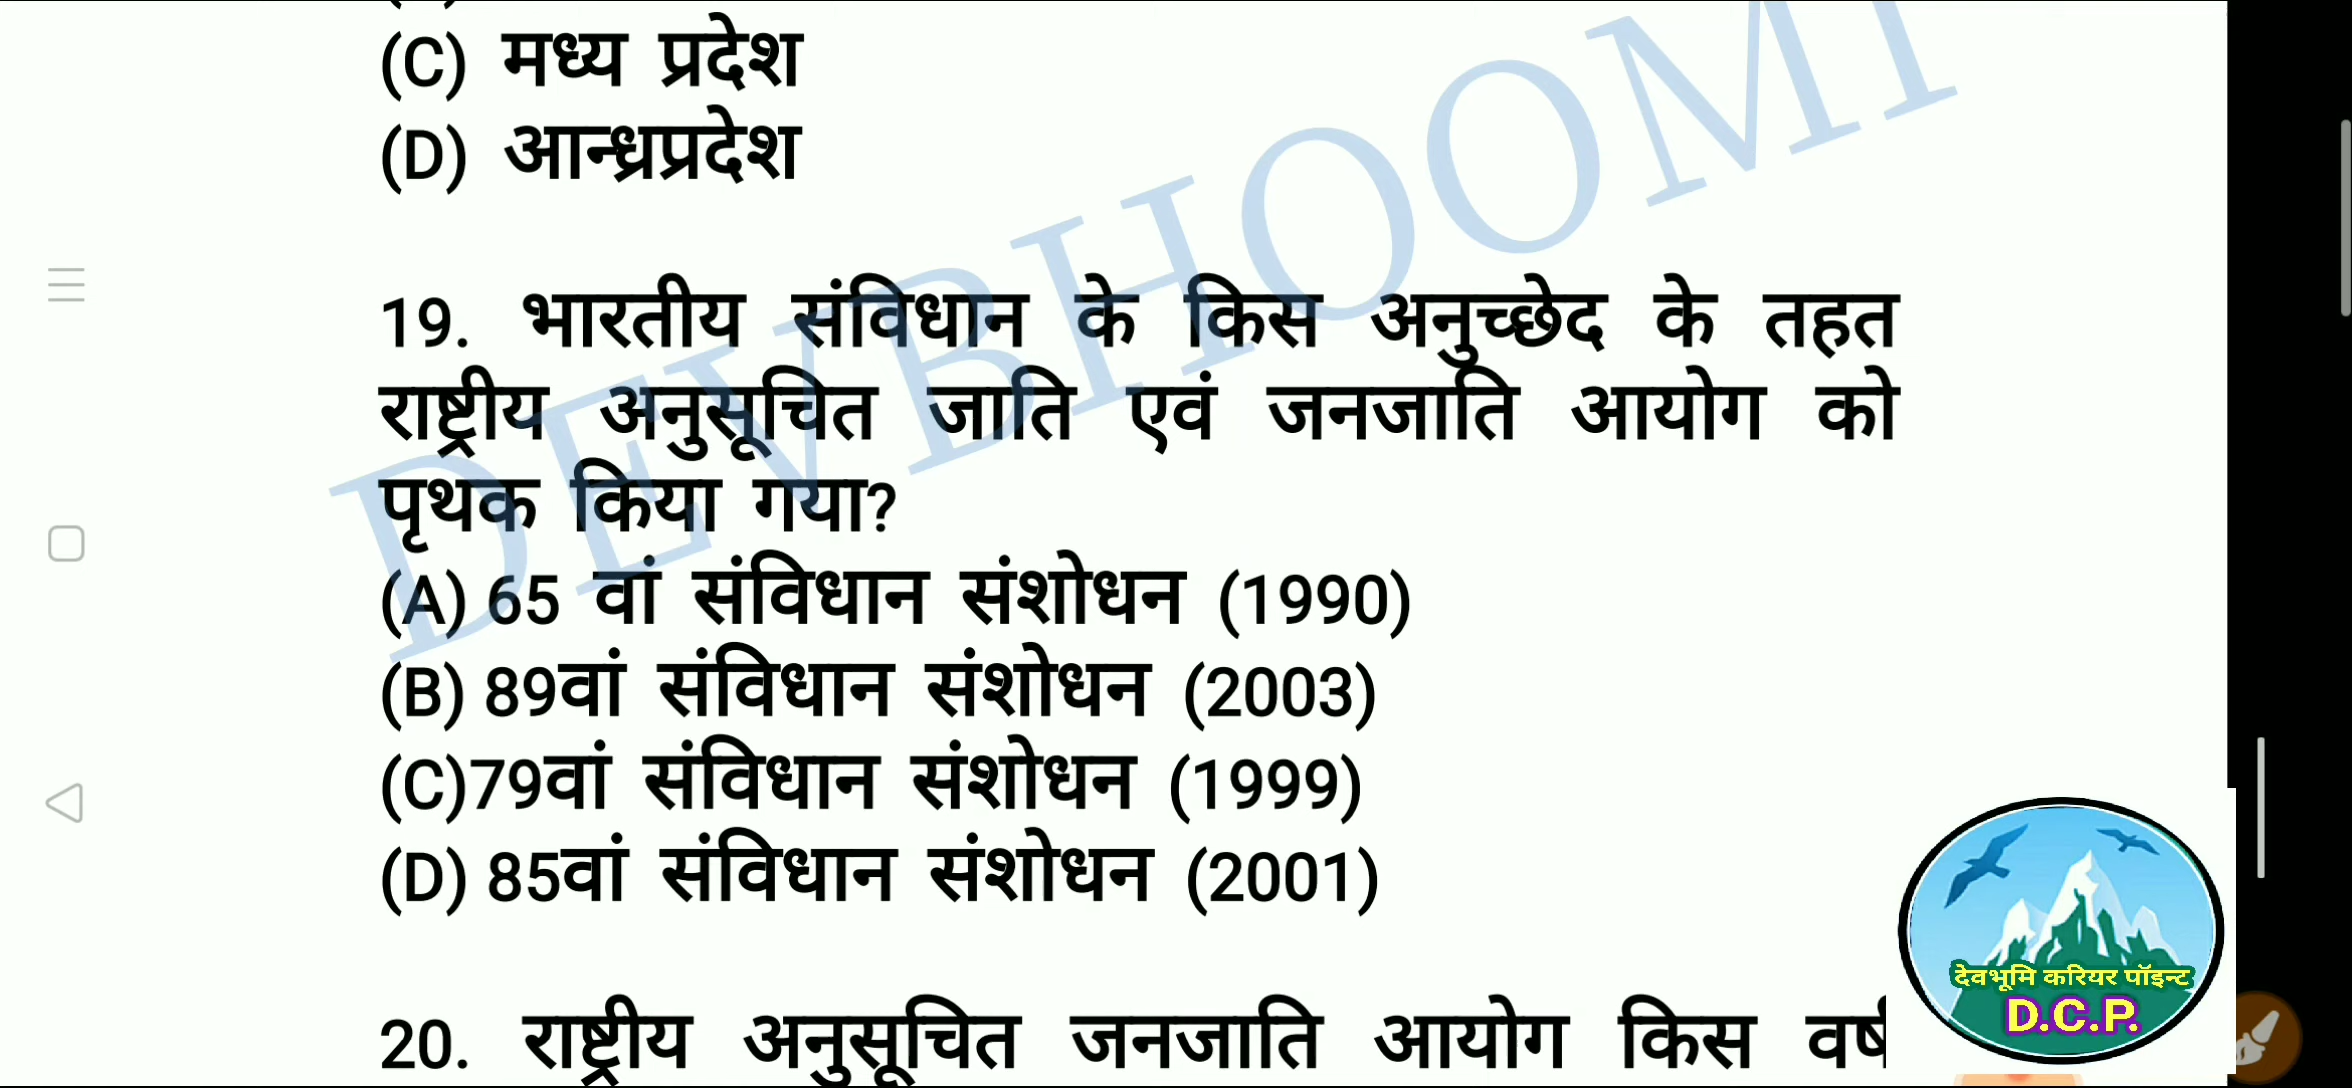 (C) मध्य प्रदेश
(D) आन्ध्रप्रदेश
DEVBHOOMI
19. भारतीय संविधान के किस अनुच्छेद के तहत
राष्ट्रीय अनुसूचित जाति एवं जनजाति आयोग को
पृथक किया गया?
(A) 65 वां संविधान संशोधन (1990)
(B) 89वां संविधान संशोधन (2003)
(C)79वां संविधान संशोधन (1999)
(D) 85वां संविधान संशोधन (2001)
20. राष्ट्रीय अनुसूचित जनजाति आयोग किस वर्ष
देवभूमि करियर पॉइन्ट
D.C.P.